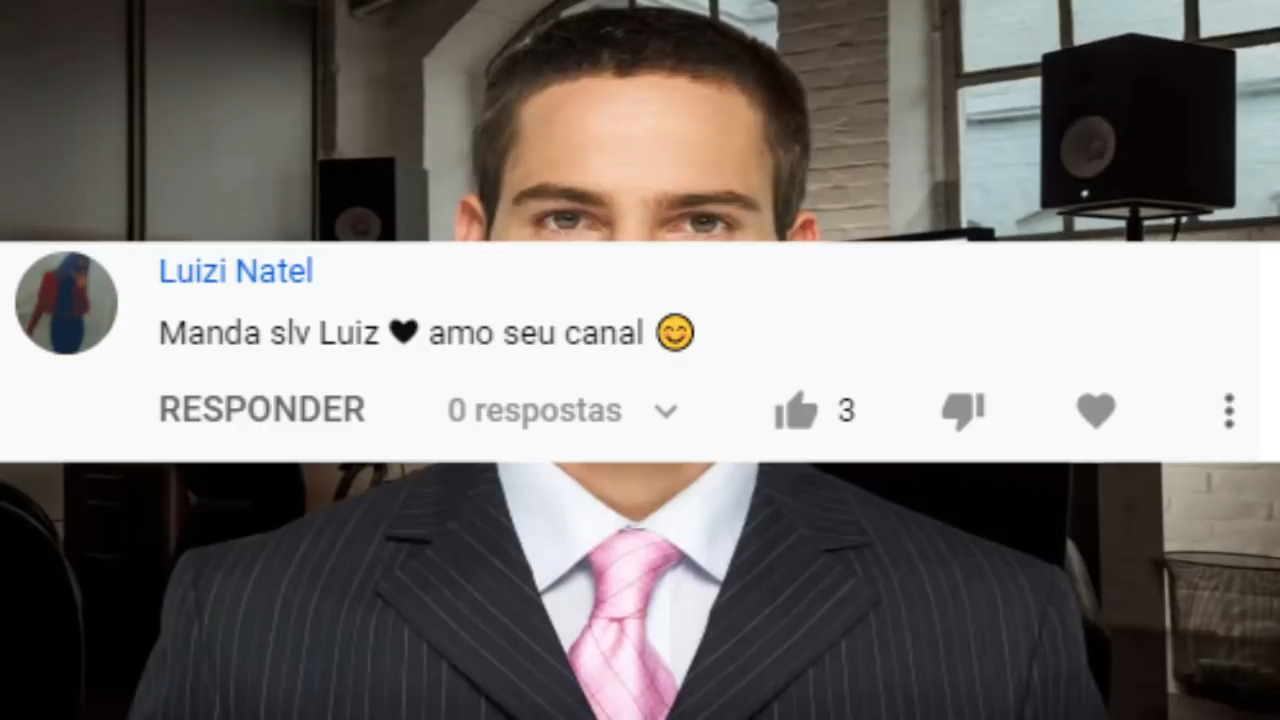 Luizi Natel
Manda slv Luiz 🖤 amo seu canal 😊
RESPONDER 0 respostas 3